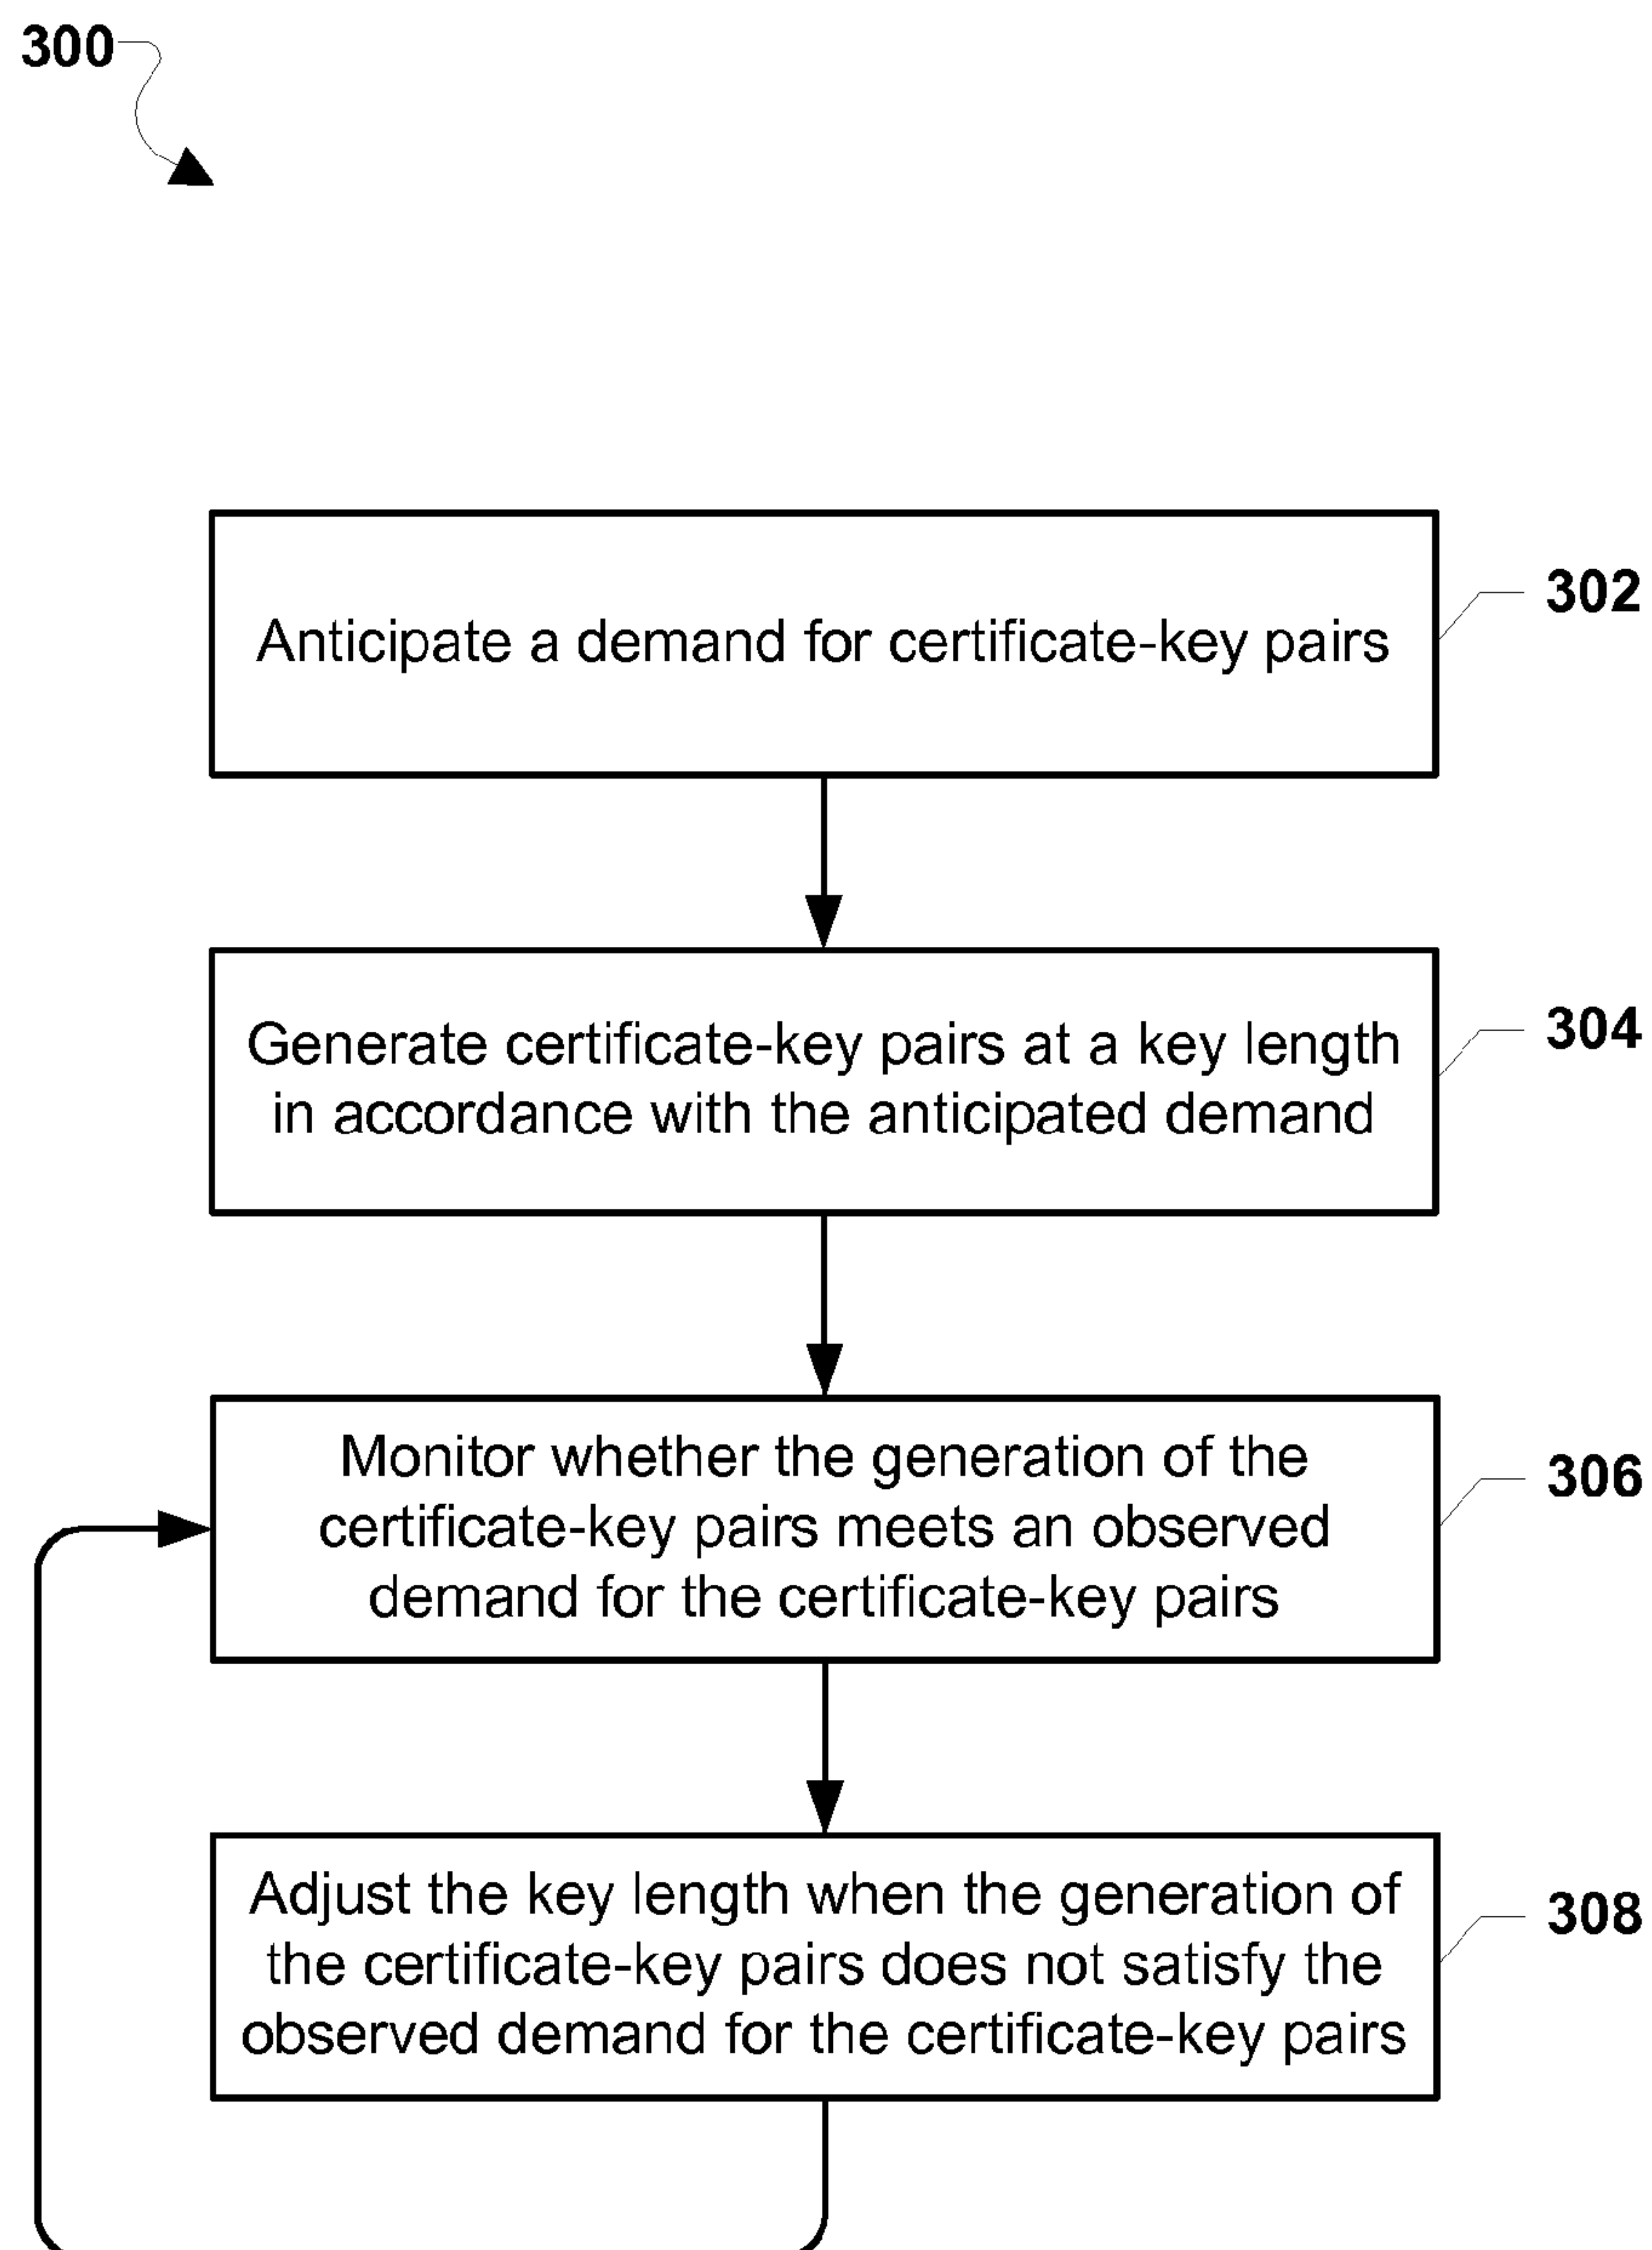 300
Anticipate a demand for certificate-key pairs
302
Generate certificate-key pairs at a key length
in accordance with the anticipated demand
304
Monitor whether the generation of the
certificate-key pairs meets an observed
demand for the certificate-key pairs
306
Adjust the key length when the generation of
the certificate-key pairs does not satisfy the
observed demand for the certificate-key pairs
308